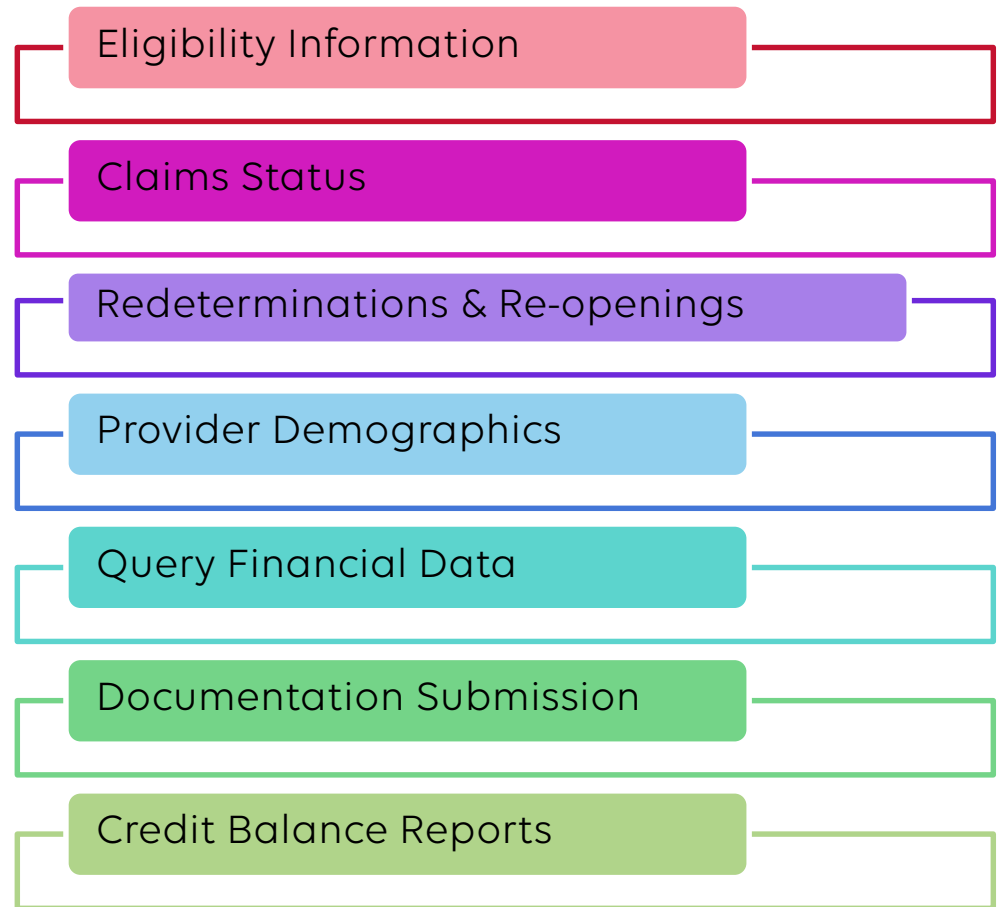 Eligibility Information
Claims Status
Redeterminations & Re-openings
Provider Demographics
Query Financial Data
Documentation Submission
Credit Balance Reports